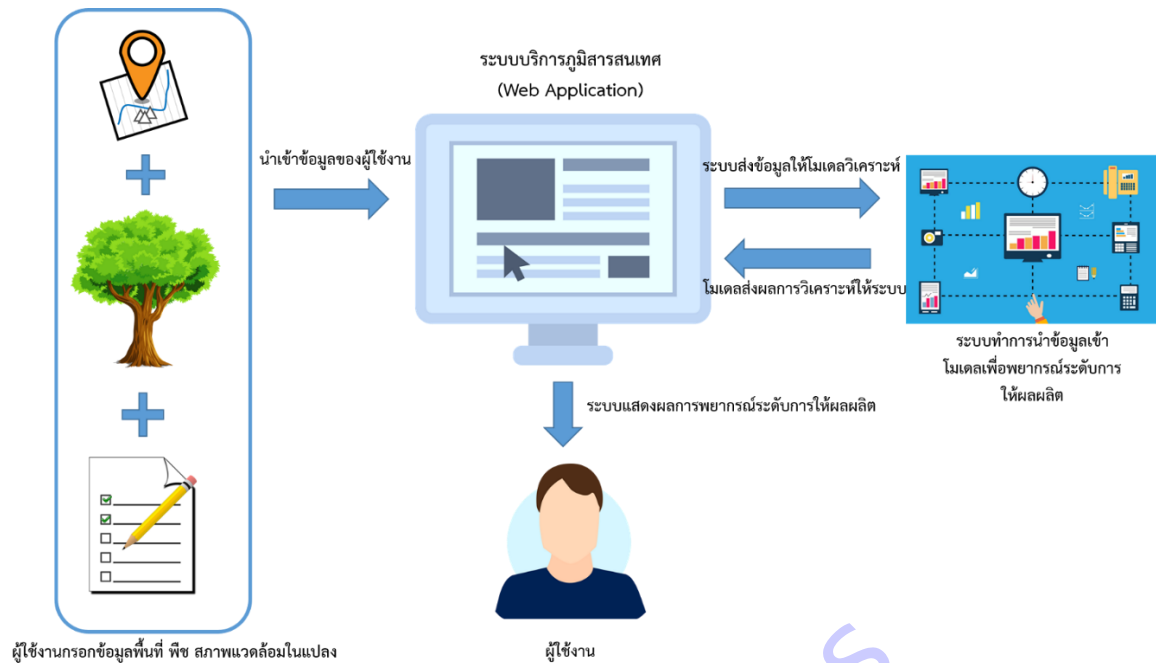 ระบบบริการภูมิสารสนเทศ
(Web Application)
นำเข้าข้อมูลของผู้ใช้งาน
ระบบส่งข้อมูลให้โมเดลวิเคราะห์
โมเดลส่งผลการวิเคราะห์ให้ระบบ
ระบบทำการนำข้อมูลเข้า
โมเดลเพื่อพยากรณ์ระดับการ
ให้ผลผลิต
ระบบแสดงผลการพยากรณ์ระดับการให้ผลผลิต
ผู้ใช้งานกรอกข้อมูลพื้นที่ พืช สภาพแวดล้อมในแปลง
ผู้ใช้งาน